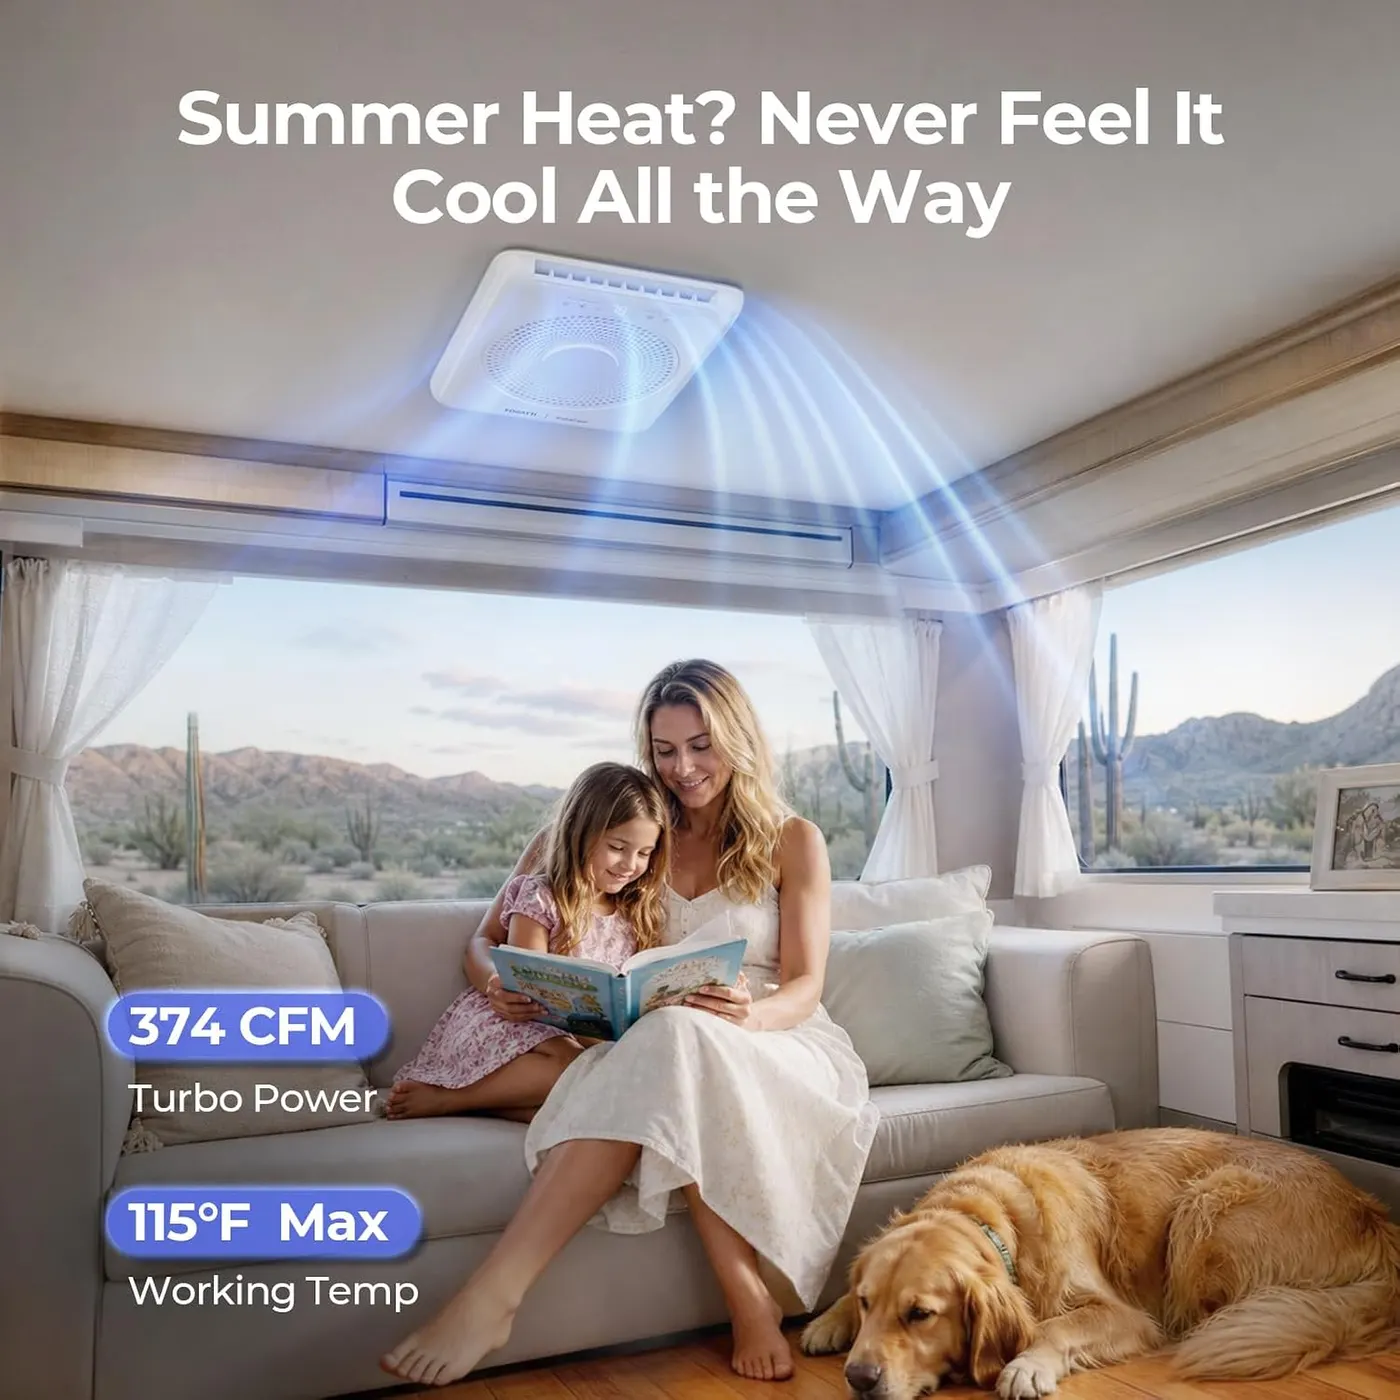 Summer Heat? Never Feel It
Cool All the Way
374 CFM
Turbo Power
115°F Max
Working Temp